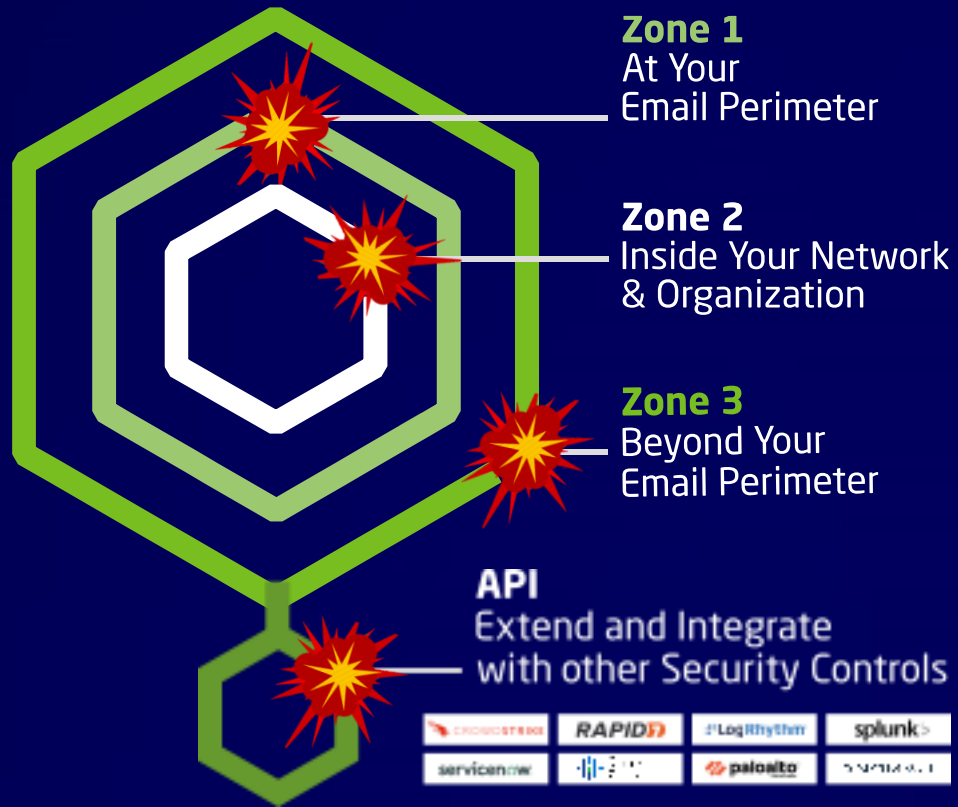 Zone 1
At Your
Email Perimeter
Zone 2
Inside Your Network
& Organization
Zone 3
Beyond Your
Email Perimeter
API
Extend and Integrate
with other Security Controls
CROWDSTRIKE RAPID7 LogRhythm splunk>
servicenow paloalto